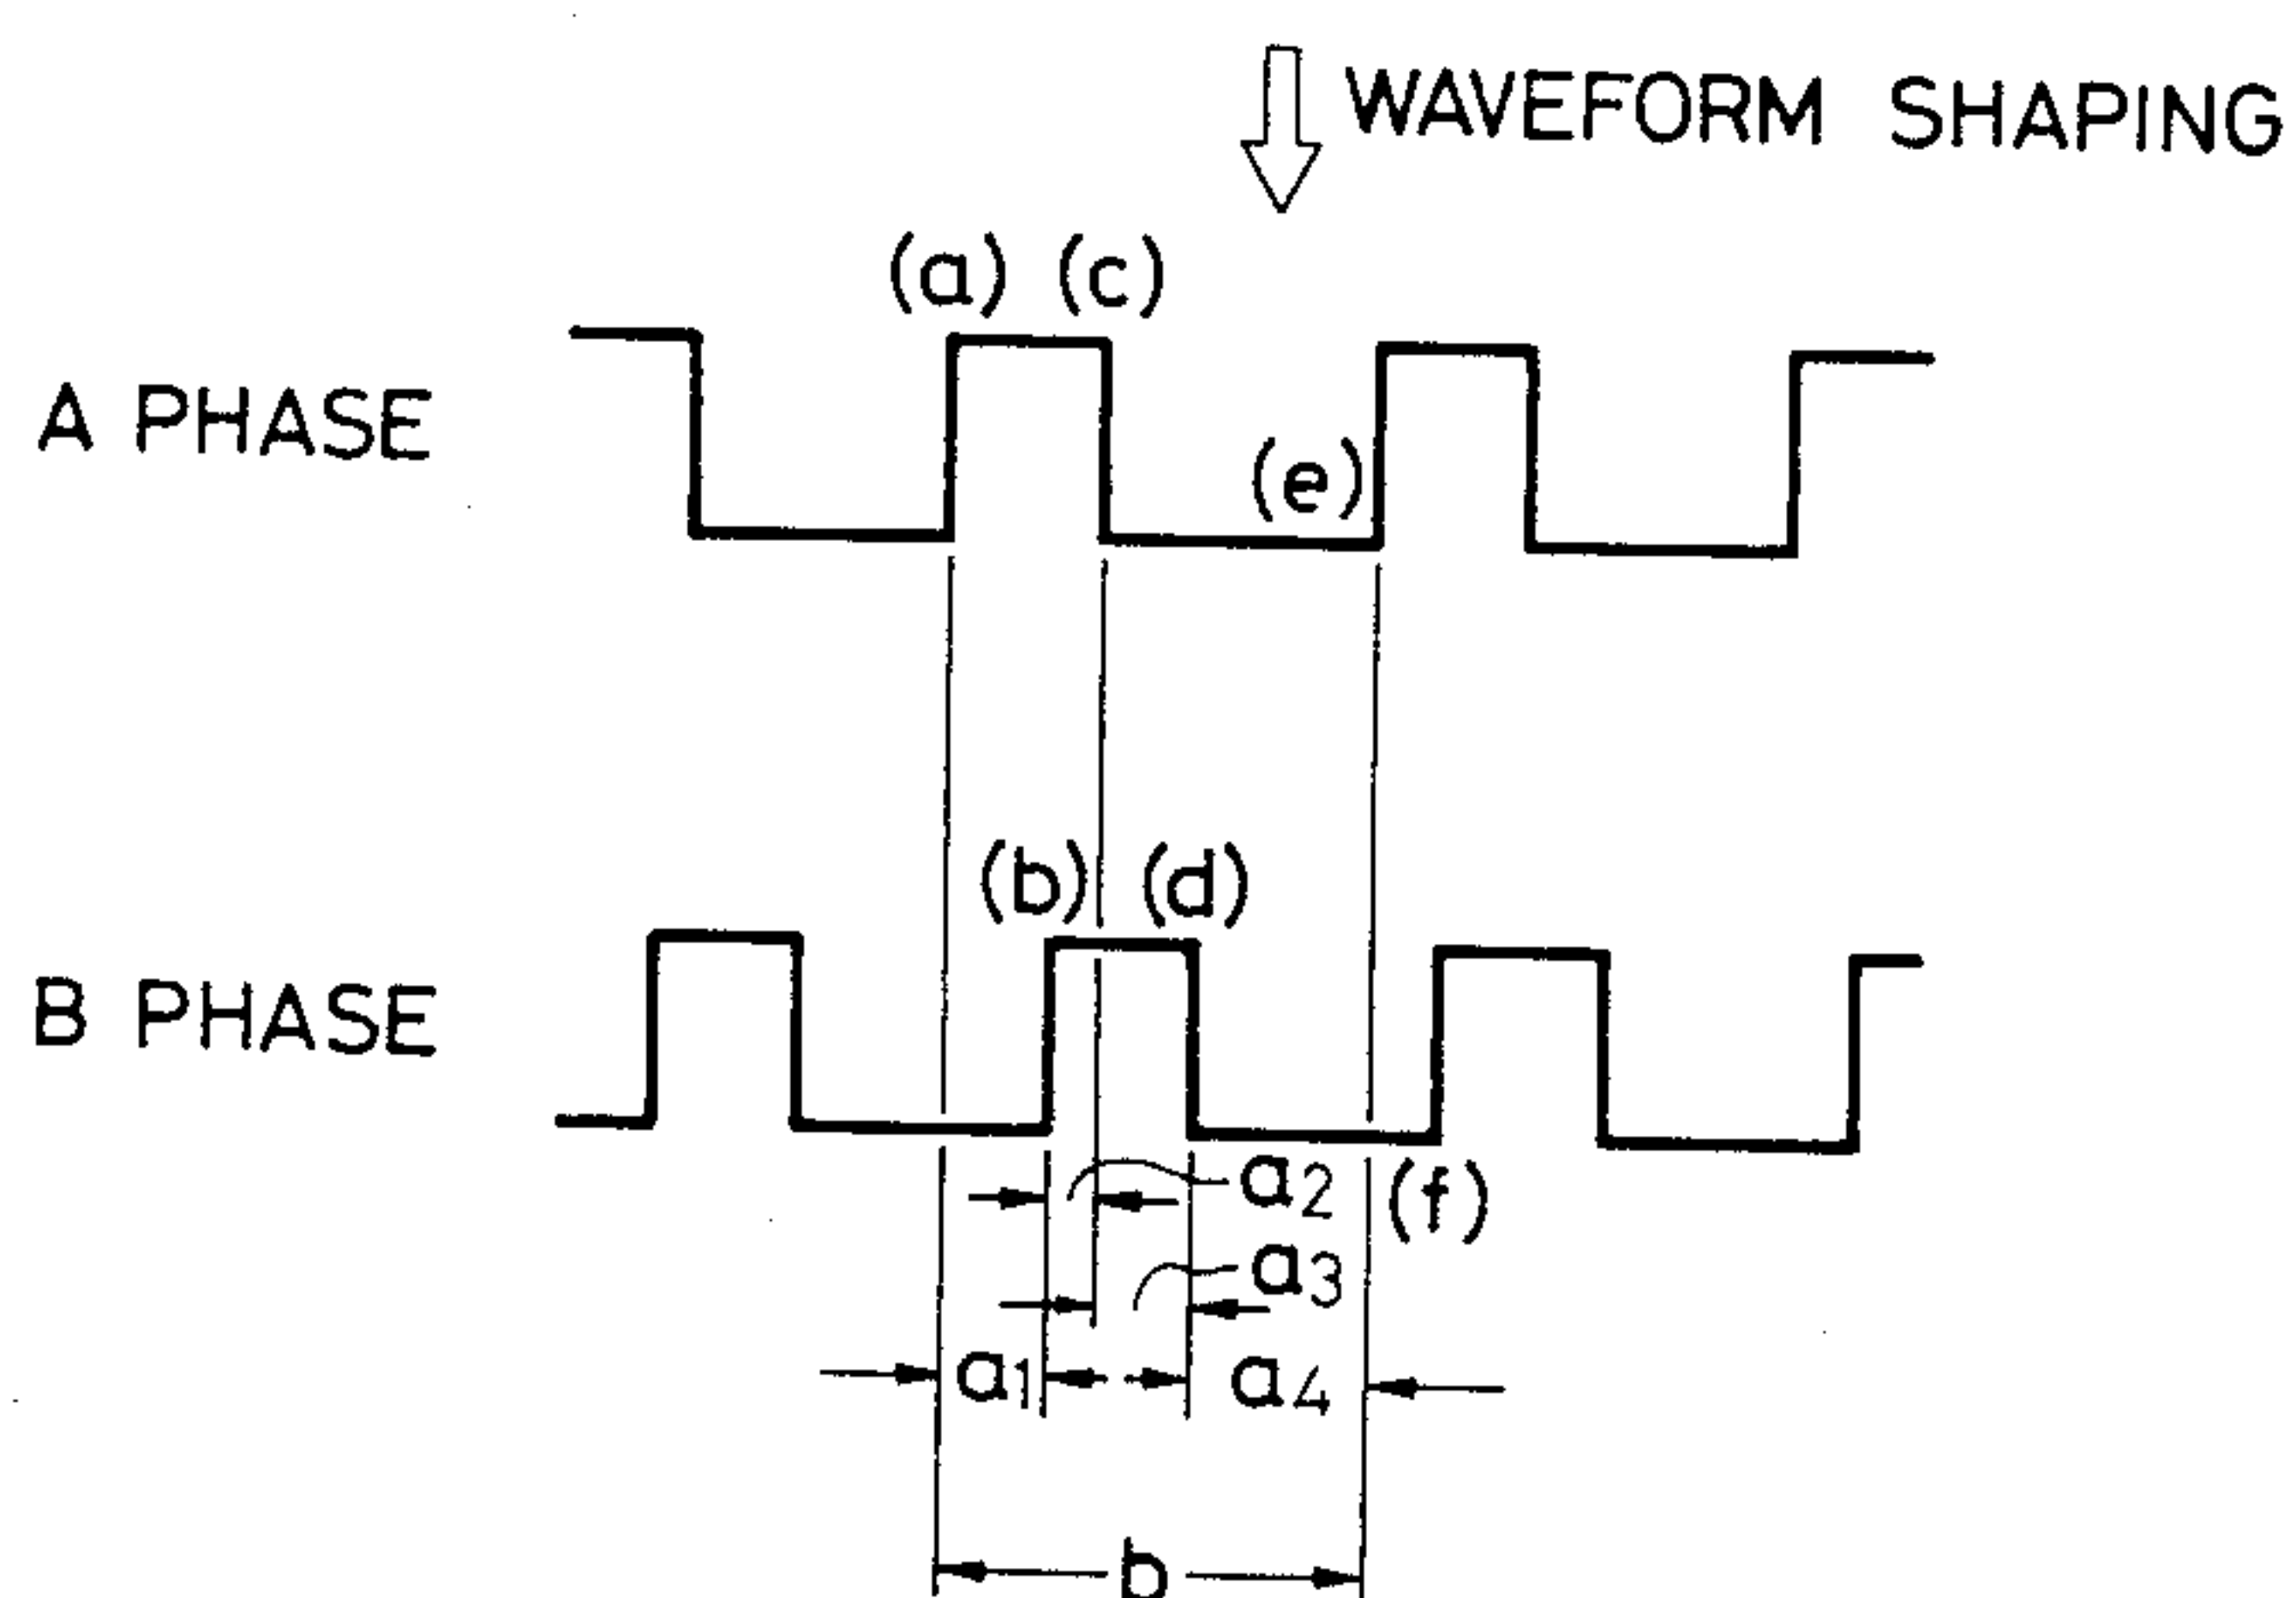 WAVEFORM SHAPING
(a) (c)
A PHASE
(e)
(b) (d)
B PHASE
a2
(f)
a3
a1 a4
b